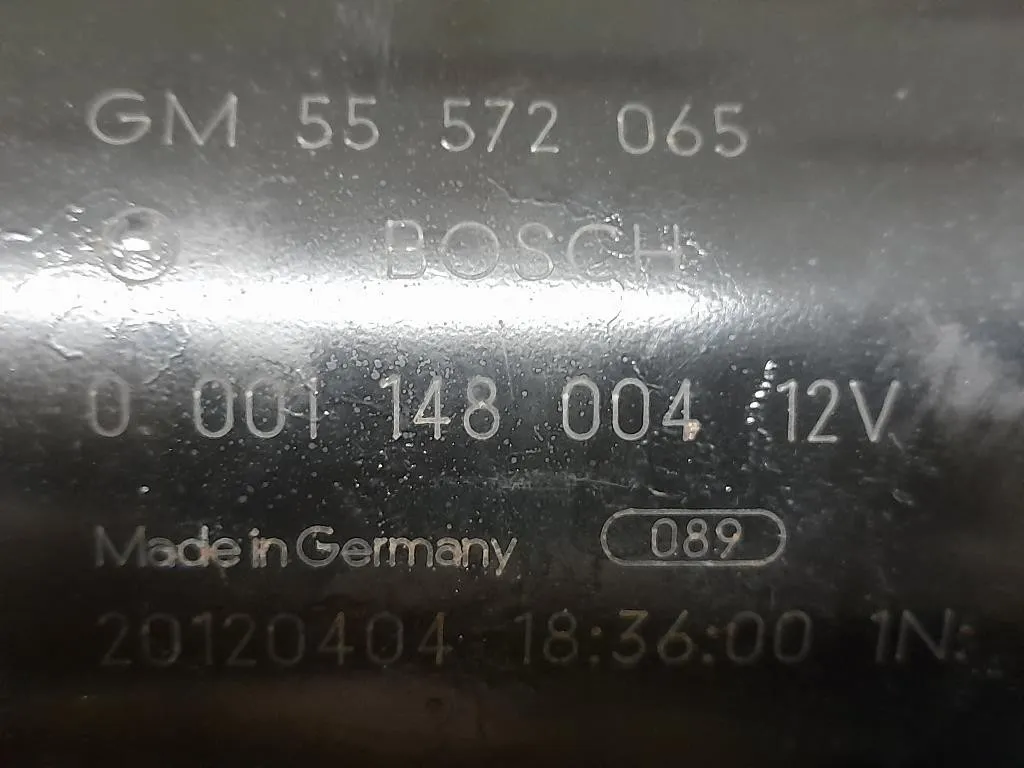 GM 55 572 065
BOSCH
0 001 148 004 12V
Made in Germany 089
20120404 18:36:00 1N: